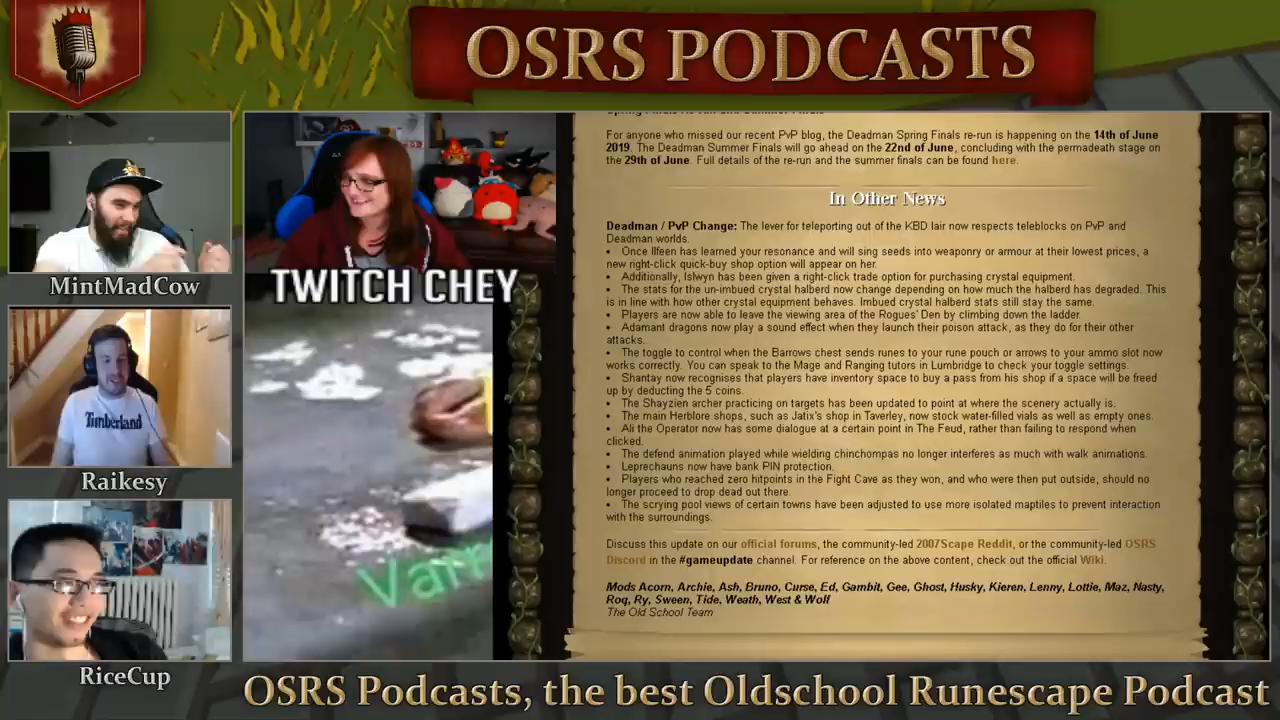 OSRS PODCASTS
MintMadCow
TWITCH CHEY
Raikesy
RiceCup
For anyone who missed our recent PvP blog, the Deadman Spring Finals re-run is happening on the 14th of June
2019. The Deadman Summer Finals will go ahead on the 22nd of June, concluding with the permadeath stage on
the 29th of June. Full details of the re-run and the summer finals can be found here.
In Other News
Deadman / PvP Change: The lever for teleporting out of the KBD lair now respects teleblocks on PvP and
Deadman worlds.
• Once Ilfeen has learned your resonance and will sing seeds into weaponry or armour at their lowest prices, a
new right-click quick-buy shop option will appear on her.
• Additionally, Islwyn has been given a right-click trade option for purchasing crystal equipment.
• The stats for the un-imbued crystal halberd now change depending on how much the halberd has degraded. This
is in line with how other crystal equipment behaves. Imbued crystal halberd stats still stay the same.
• Players are now able to leave the viewing area of the Rogues' Den by climbing down the ladder.
• Adamant dragons now play a sound effect when they launch their poison attack, as they do for their other
attacks.
• The toggle to control when the Barrows chest sends runes to your rune pouch or arrows to your ammo slot now
works correctly. You can speak to the Mage and Ranging tutors in Lumbridge to check your toggle settings.
• Shantay now recognises that players have inventory space to buy a pass from his shop if a space will be freed
up by deducting the 5 coins.
• The Shayzien archer practicing on targets has been updated to point at where the scenery actually is.
• The main Herblore shops, such as Jatix's shop in Taverley, now stock water-filled vials as well as empty ones.
• Ali the Operator now has some dialogue at a certain point in The Feud, rather than failing to respond when
clicked.
• The defend animation played while wielding chinchompas no longer interferes as much with walk animations.
• Leprechauns now have bank PIN protection.
• Players who reached zero hitpoints in the Fight Cave as they won, and who were then put outside, should no
longer proceed to drop dead out there.
• The scrying pool views of certain towns have been adjusted to use more isolated maptiles to prevent interaction
with the surroundings.
Discuss this update on our official forums, the community-led 2007Scape Reddit, or the community-led OSRS
Discord in the #gameupdate channel. For reference on the above content, check out the official Wiki.
Mods Acorn, Archie, Ash, Bruno, Curse, Ed, Gambit, Gee, Ghost, Husky, Kieren, Lenny, Lottie, Maz, Nasty,
Roq, Ry, Sween, Tide, Weath, West & Wolf
The Old School Team
Timberland
OSRS Podcasts, the best Oldschool Runescape Podcast